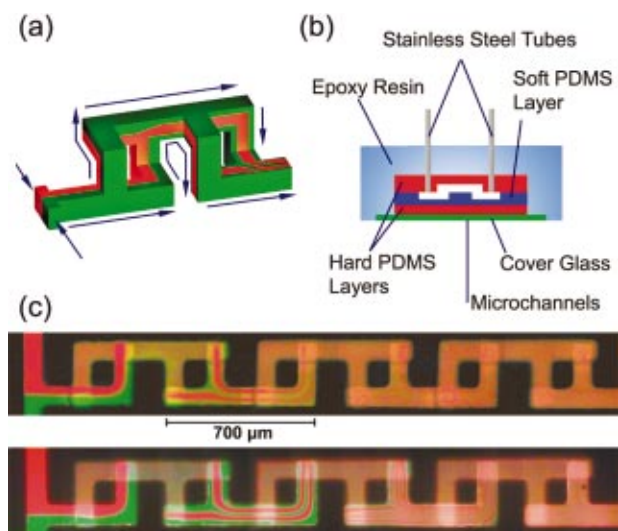 (a)
(b)
Stainless Steel Tubes
Epoxy Resin
Soft PDMS
Layer
Hard PDMS
Layers
Cover Glass
Microchannels
(c)
700 µm